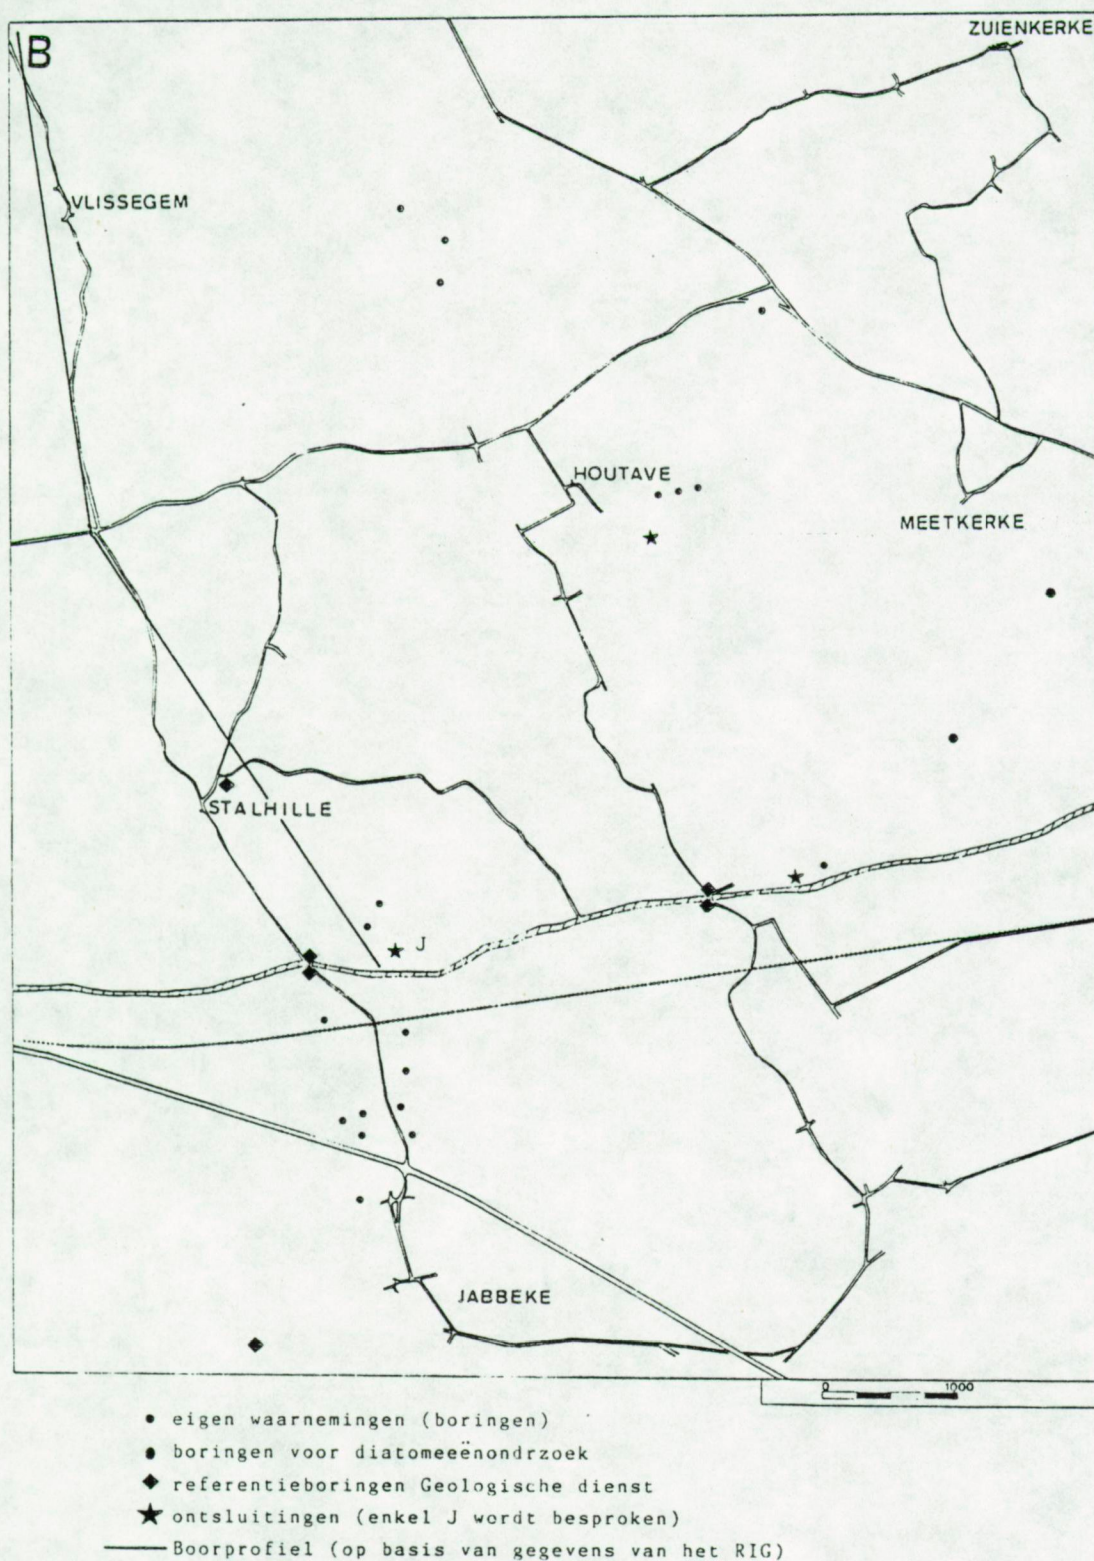 B
ZUIENKERKE
VLISSEGEM
HOUTAVE
MEETKERKE
STALHILLE
J
JABBEKE
0 1000
eigen waarnemingen (boringen)
boringen voor diatomeeënondrzoek
referentieboringen Geologische dienst
ontsluitingen (enkel J wordt besproken)
Boorprofiel (op basis van gegevens van het RIG)